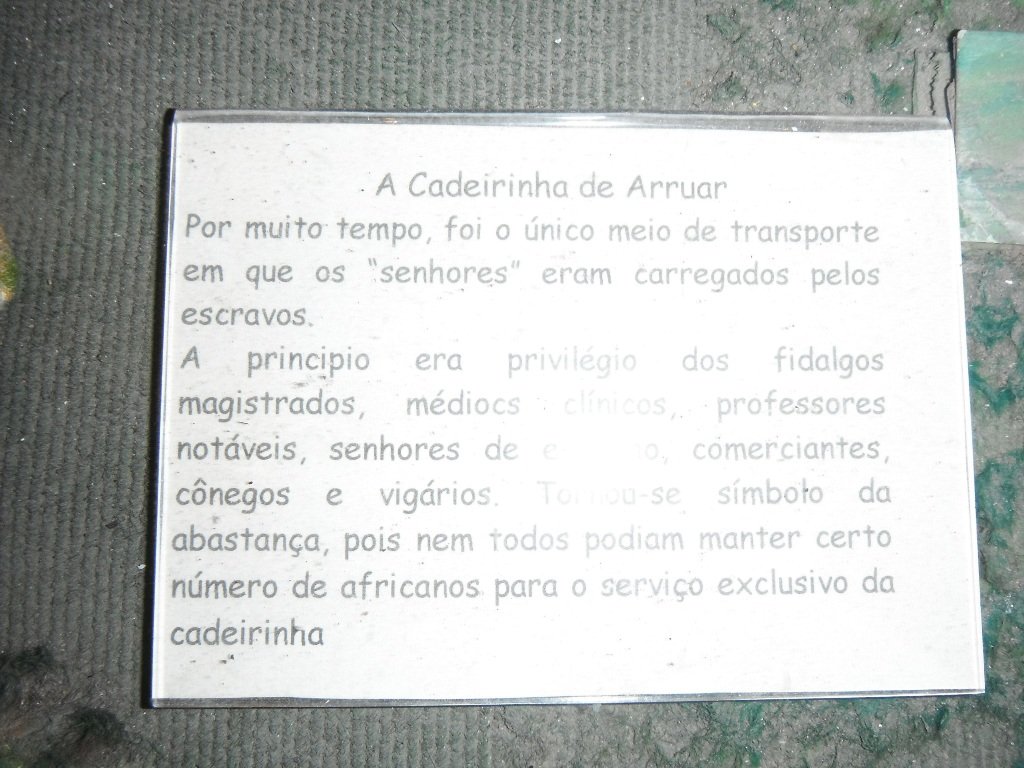 A Cadeirinha de Arruar
Por muito tempo, foi o único meio de transporte
em que os "senhores" eram carregados pelos
escravos.
A principio era privilégio dos fidalgos
magistrados, médiocs clínicos, professores
notáveis, senhores de comerciantes,
cônegos e vigários. Tornou-se símbolo da
abastança, pois nem todos podiam manter certo
número de africanos para o serviço exclusivo da
cadeirinha